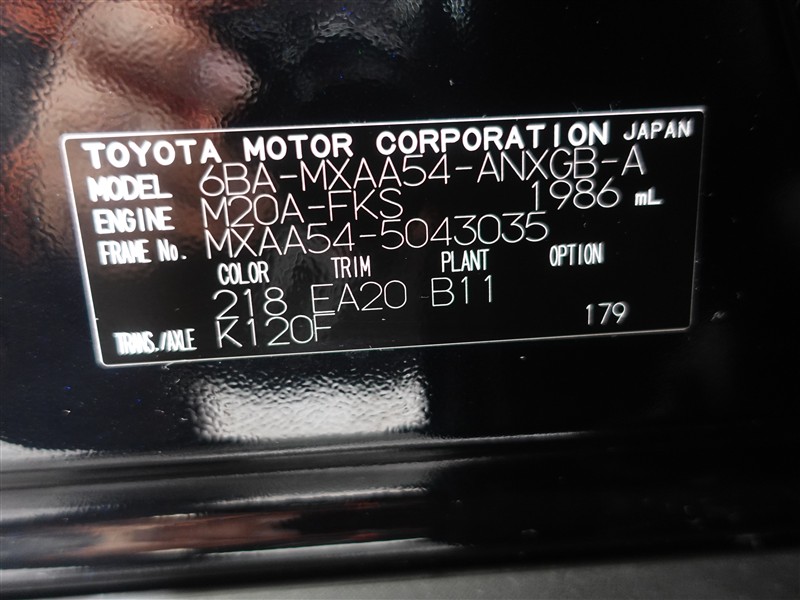 TOYOTA MOTOR CORPORATION JAPAN
MODEL 6BA-MXAA54-ANXGB-A
ENGINE M20A-FKS 1986 mL
FRAME No. MXAA54-5043035
COLOR TRIM PLANT OPTION
218 EA20 B11
TRANS./AXLE K120F 179